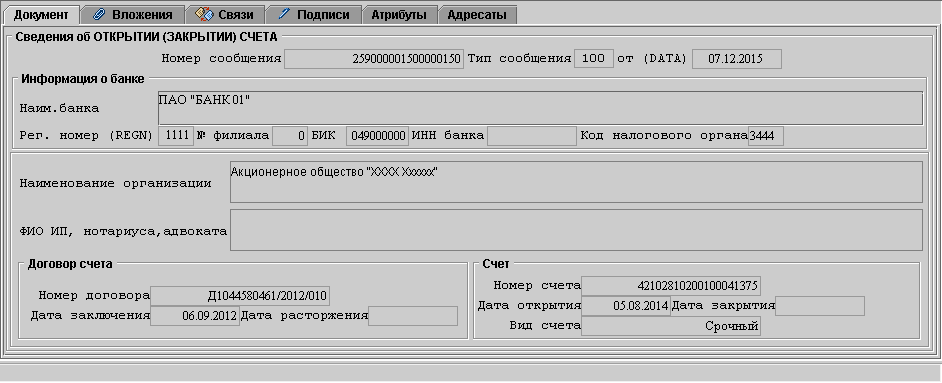 Документ Вложения Связи Подписи Атрибуты Адресаты
Сведения об ОТКРЫТИИ (ЗАКРЫТИИ) СЧЕТА
Номер сообщения 259000001500000150 Тип сообщения 100 от (DATA) 07.12.2015
Информация о банке
Наим.банка ПАО "БАНК 01"
Рег. номер (REGN) 1111 № филиала 0 БИК 049000000 ИНН банка Код налогового органа 3444
Наименование организации Акционерное общество "XXXX Xxxxxx"
ФИО ИП, нотариуса,адвоката
Договор счета Счет
Номер счета 42102810200100041375
Номер договора Д1044580461/2012/010
Дата открытия 05.08.2014 Дата закрытия
Дата заключения 06.09.2012 Дата расторжения
Вид счета Срочный